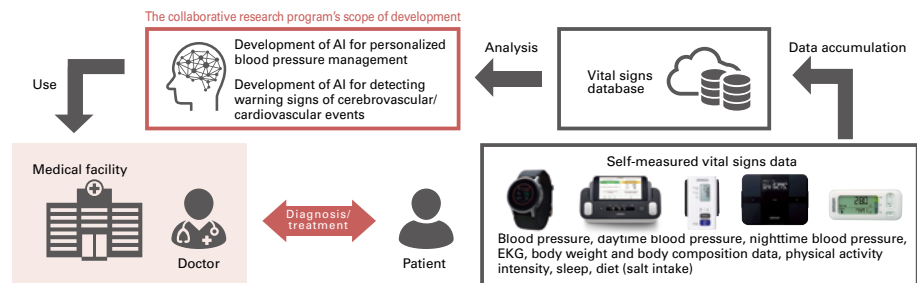 The collaborative research program's scope of development
Development of AI for personalized
blood pressure management
Development of AI for detecting
warning signs of cerebrovascular/
cardiovascular events
Analysis
Vital signs
database
Data accumulation
Use
Medical facility
Doctor
Diagnosis/
treatment
Patient
Self-measured vital signs data
Blood pressure, daytime blood pressure, nighttime blood pressure,
EKG, body weight and body composition data, physical activity
intensity, sleep, diet (salt intake)